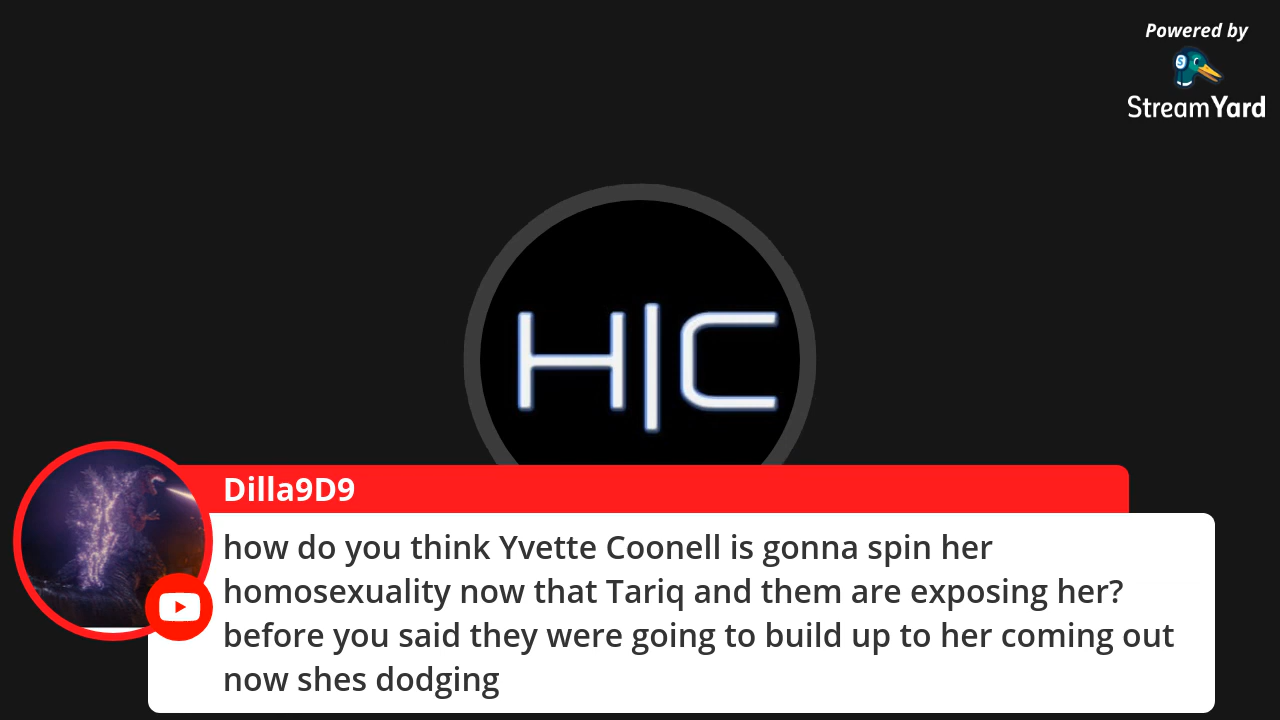 Powered by
StreamYard
H|C
Dilla9D9
how do you think Yvette Coonell is gonna spin her
homosexuality now that Tariq and them are exposing her?
before you said they were going to build up to her coming out
now shes dodging